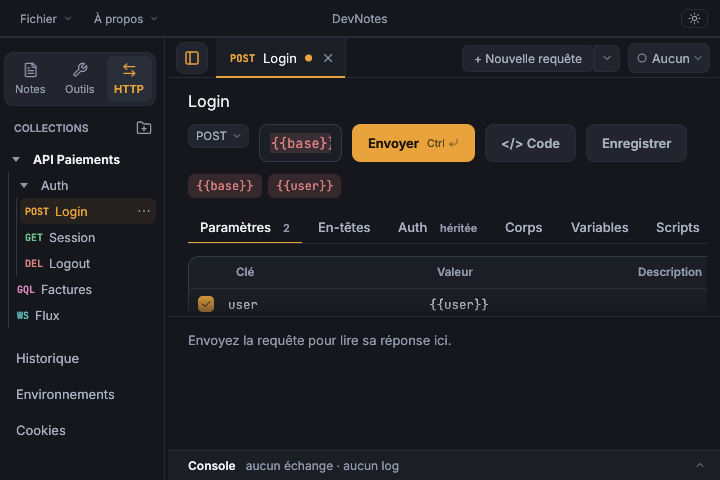 Fichier À propos DevNotes
Notes Outils HTTP
POST Login
+ Nouvelle requête Aucun
COLLECTIONS
API Paiements
Auth
POST Login ...
GET Session
DEL Logout
GQL Factures
WS Flux
Historique
Environnements
Cookies
Login
POST {{base}} Envoyer Ctrl ↵ </> Code Enregistrer
{{base}} {{user}}
Paramètres 2 En-têtes Auth héritée Corps Variables Scripts
Clé Valeur Description
user {{user}}
Envoyez la requête pour lire sa réponse ici.
Console aucun échange · aucun log